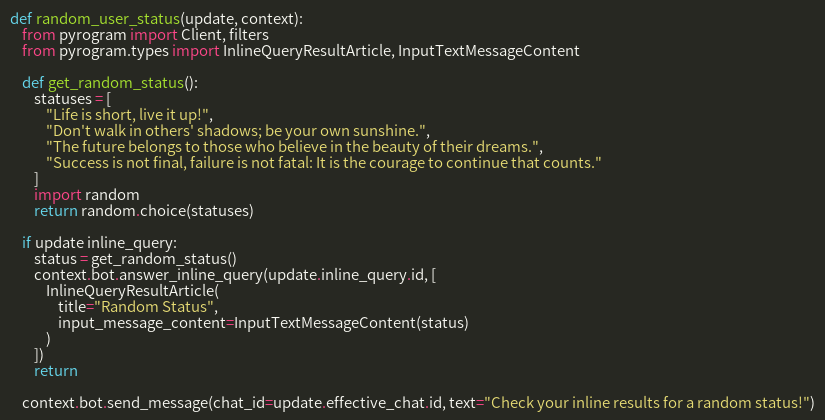 def random_user_status(update, context):
    from pyrogram import Client, filters
    from pyrogram.types import InlineQueryResultArticle, InputTextMessageContent

    def get_random_status():
        statuses = [
            "Life is short, live it up!",
            "Don't walk in others' shadows; be your own sunshine.",
            "The future belongs to those who believe in the beauty of their dreams.",
            "Success is not final, failure is not fatal: It is the courage to continue that counts."
        ]
        import random
        return random.choice(statuses)

    if update inline_query:
        status = get_random_status()
        context.bot.answer_inline_query(update.inline_query.id, [
            InlineQueryResultArticle(
                title="Random Status",
                input_message_content=InputTextMessageContent(status)
            )
        ])
        return

    context.bot.send_message(chat_id=update.effective_chat.id, text="Check your inline results for a random status!")